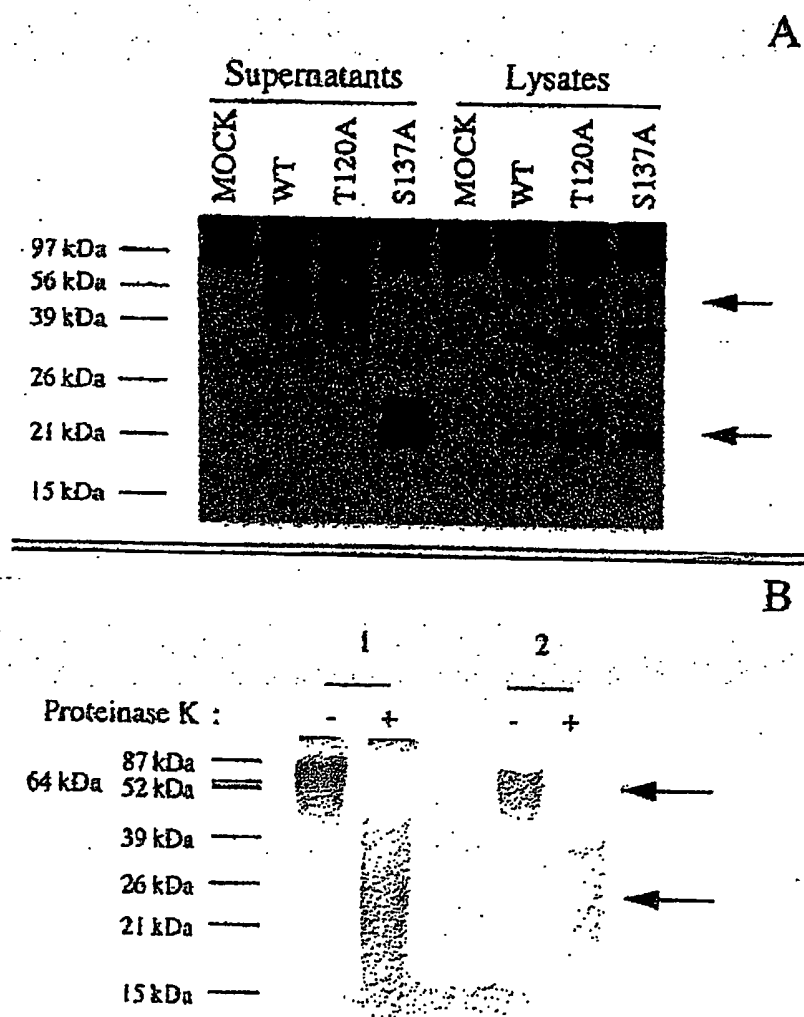 A
Supernatants Lysates
MOCK WT T120A S137A MOCK WT T120A S137A
97 kDa
56 kDa
39 kDa
26 kDa
21 kDa
15 kDa
B
1 2
Proteinase K : - + - +
87 kDa
64 kDa 52 kDa
39 kDa
26 kDa
21 kDa
15 kDa